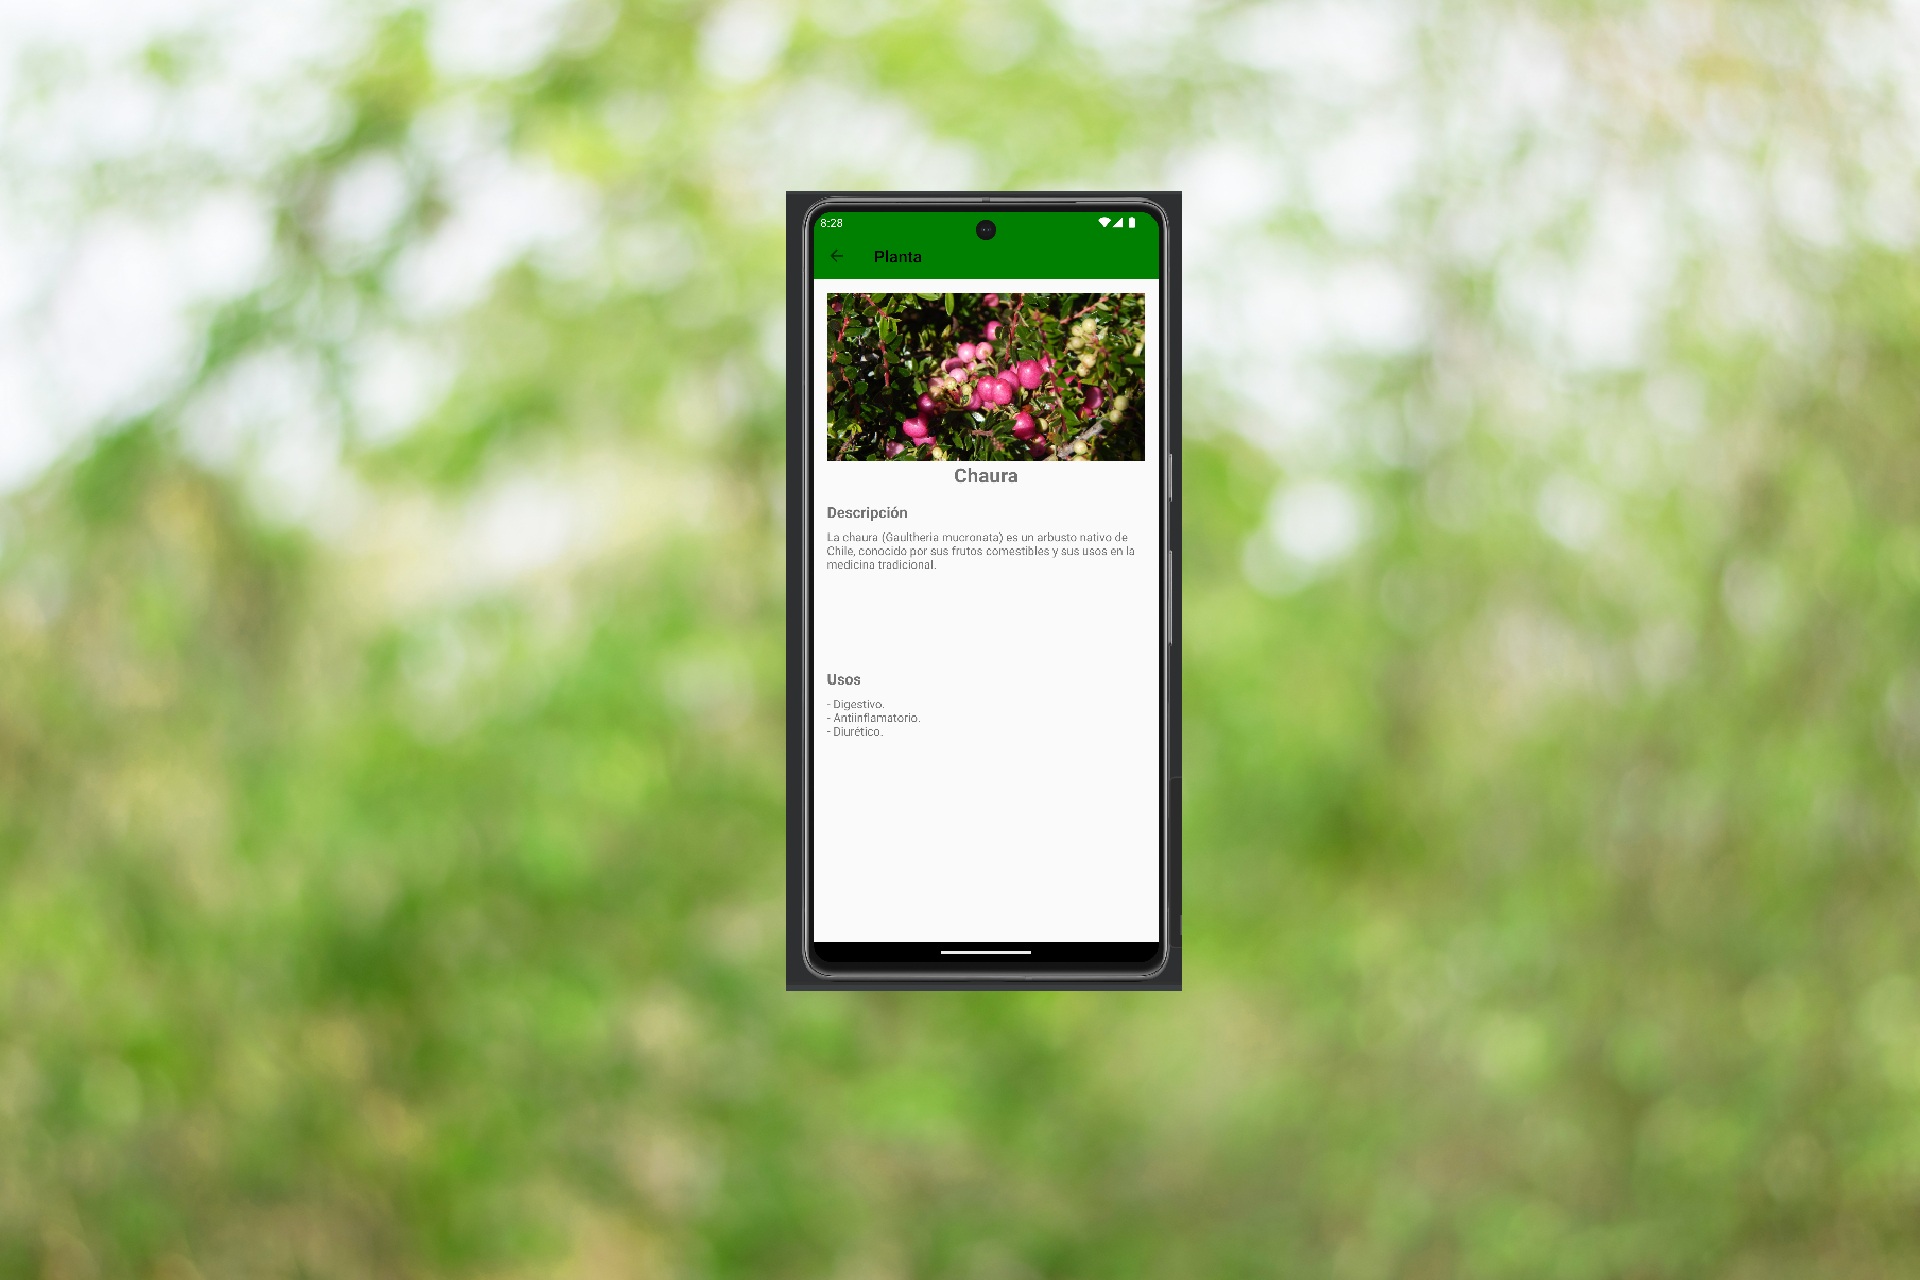 8:28
Planta
Chaura
Descripción
La chaura (Gaultheria mucronata) es un arbusto nativo de
Chile, conocido por sus frutos comestibles y sus usos en la
medicina tradicional.
Usos
- Digestivo.
- Antiinflamatorio.
- Diurético.